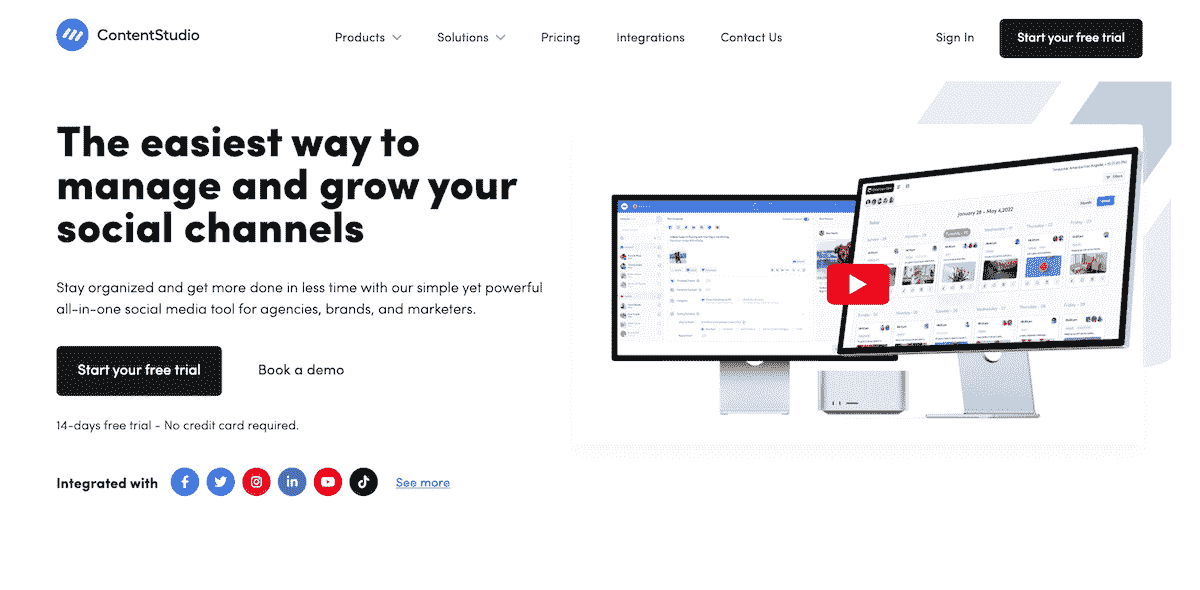 ContentStudio
Products
Solutions
Pricing
Integrations
Contact Us
Sign In
Start your free trial
The easiest way to
manage and grow your
social channels
Stay organized and get more done in less time with our simple yet powerful
all-in-one social media tool for agencies, brands, and marketers.
Start your free trial
Book a demo
14-days free trial - No credit card required.
Integrated with
See more
January 28 - May 4, 2022